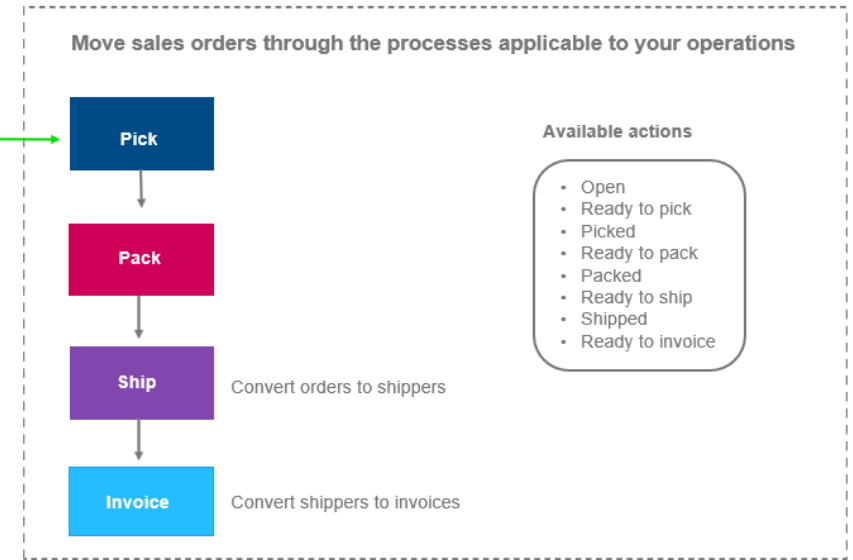 Move sales orders through the processes applicable to your operations
Pick
Pack
Ship
Convert orders to shippers
Invoice
Convert shippers to invoices
Available actions
• Open
• Ready to pick
• Picked
• Ready to pack
• Packed
• Ready to ship
• Shipped
• Ready to invoice